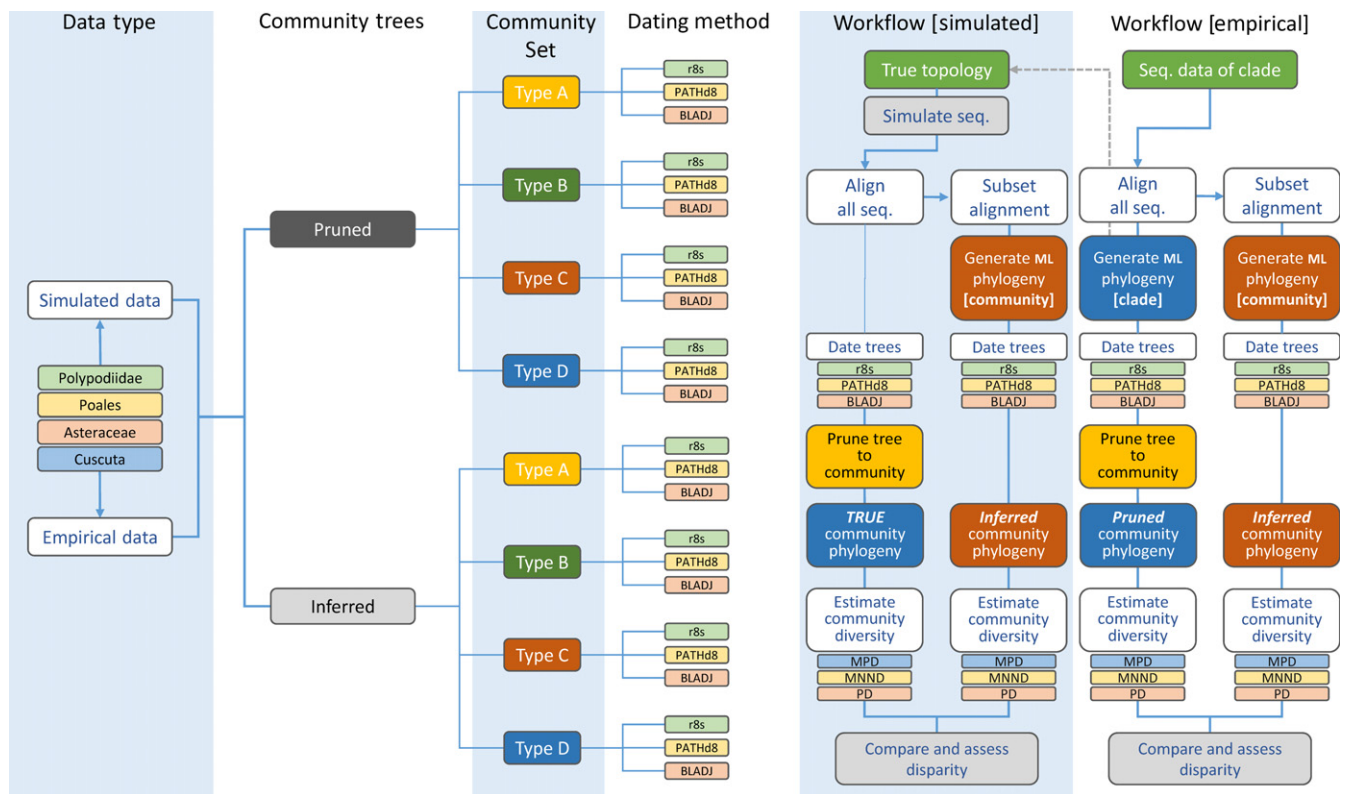 Data type
Community trees
Community
Set
Dating method
Workflow [simulated]
Workflow [empirical]
Simulated data
Polypodiidae
Poales
Asteraceae
Cuscuta
Empirical data
Pruned
Inferred
Type A
r8s
PATHd8
BLADJ
Type B
r8s
PATHd8
BLADJ
Type C
r8s
PATHd8
BLADJ
Type D
r8s
PATHd8
BLADJ
Type A
r8s
PATHd8
BLADJ
Type B
r8s
PATHd8
BLADJ
Type C
r8s
PATHd8
BLADJ
Type D
r8s
PATHd8
BLADJ
True topology
Simulate seq.
Align
all seq.
Date trees
r8s
PATHd8
BLADJ
Prune tree
to
community
TRUE
community
phylogeny
Estimate
community
diversity
MPD
MNND
PD
Subset
alignment
Generate ML
phylogeny
[community]
Date trees
r8s
PATHd8
BLADJ
Inferred
community
phylogeny
Estimate
community
diversity
MPD
MNND
PD
Compare and assess
disparity
Seq. data of clade
Align
all seq.
Generate ML
phylogeny
[clade]
Date trees
r8s
PATHd8
BLADJ
Prune tree
to
community
Pruned
community
phylogeny
Estimate
community
diversity
MPD
MNND
PD
Subset
alignment
Generate ML
phylogeny
[community]
Date trees
r8s
PATHd8
BLADJ
Inferred
community
phylogeny
Estimate
community
diversity
MPD
MNND
PD
Compare and assess
disparity